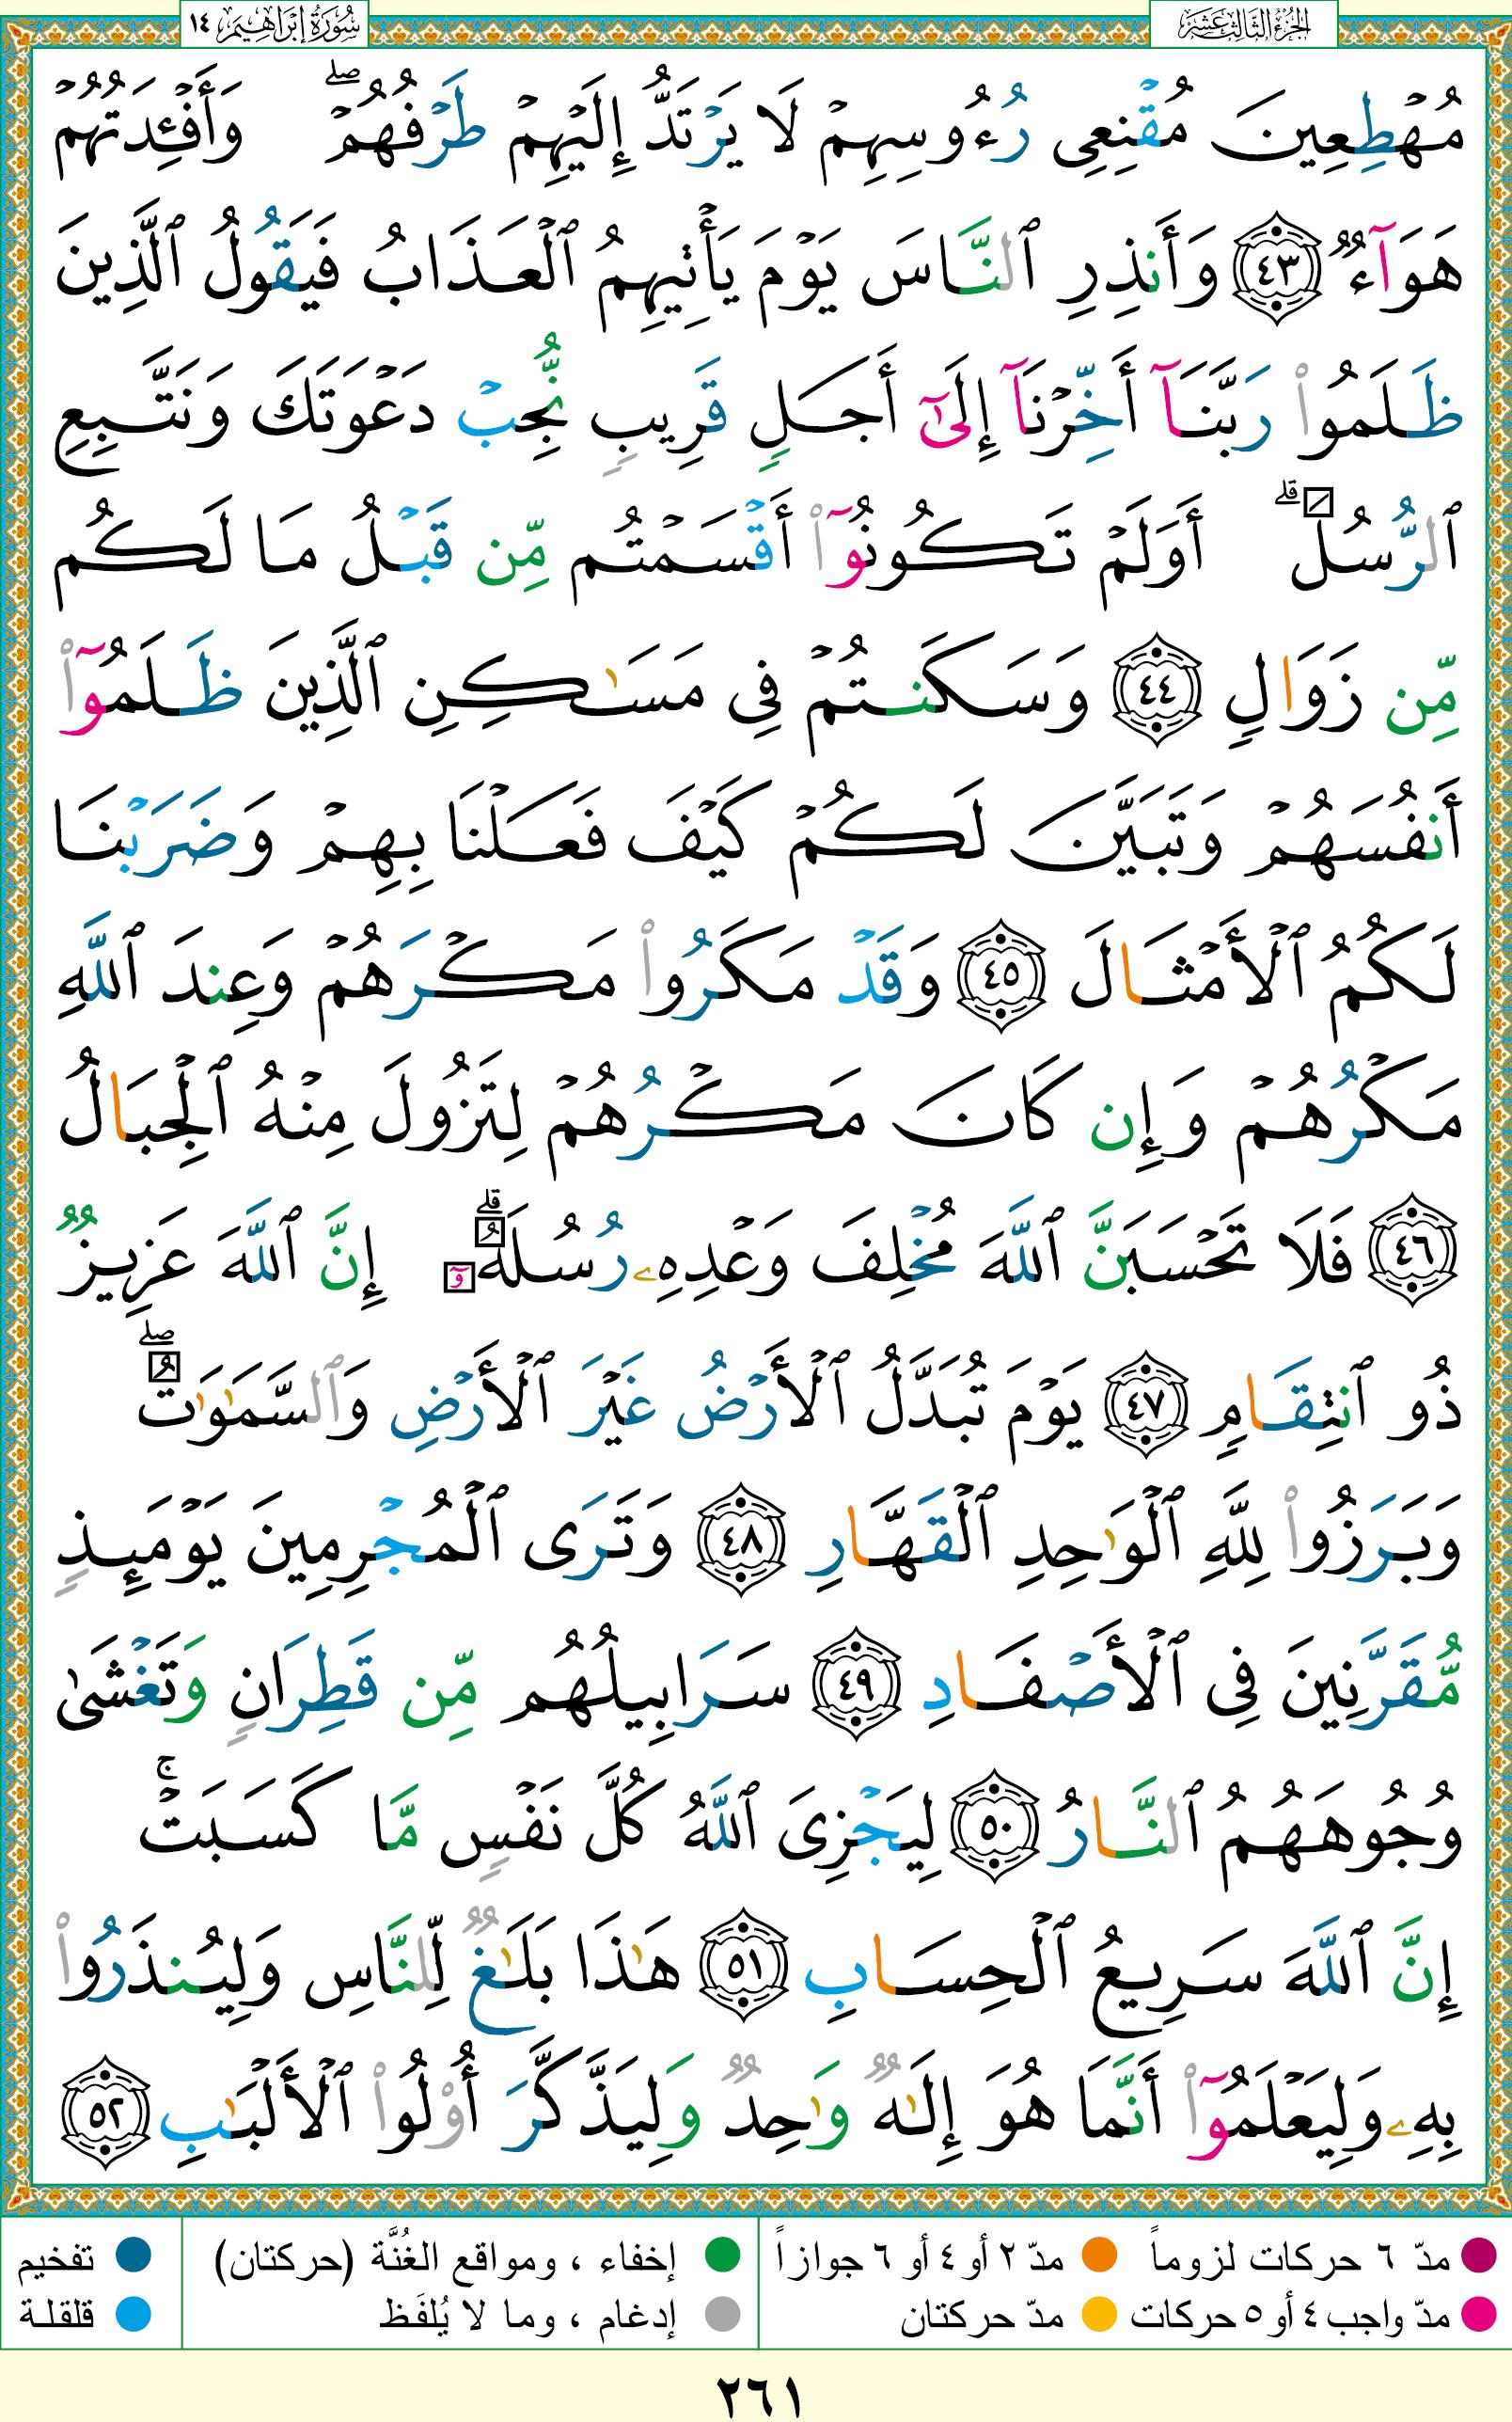 الجزء الثالث عشر
سورة إبراهيم ١٤
مُهْطِعِينَ مُقْنِعِى رُءُوسِهِمْ لَا يَرْتَدُّ إِلَيْهِمْ طَرْفُهُمْ ۖ وَأَفْـِٔدَتُهُمْ
هَوَآءٌ ٤٣ وَأَنذِرِ ٱلنَّاسَ يَوْمَ يَأْتِيهِمُ ٱلْعَذَابُ فَيَقُولُ ٱلَّذِينَ
ظَلَمُوا۟ رَبَّنَآ أَخِّرْنَآ إِلَىٰٓ أَجَلٍ قَرِيبٍ نُّجِبْ دَعْوَتَكَ وَنَتَّبِعِ
ٱلرُّسُلَ ۗ أَوَلَمْ تَكُونُوٓا۟ أَقْسَمْتُم مِّن قَبْلُ مَا لَكُم
مِّن زَوَالٍ ٤٤ وَسَكَنتُمْ فِى مَسَـٰكِنِ ٱلَّذِينَ ظَلَمُوٓا۟
أَنفُسَهُمْ وَتَبَيَّنَ لَكُمْ كَيْفَ فَعَلْنَا بِهِمْ وَضَرَبْنَا
لَكُمُ ٱلْأَمْثَالَ ٤٥ وَقَدْ مَكَرُوا۟ مَكْرَهُمْ وَعِندَ ٱللَّهِ
مَكْرُهُمْ وَإِن كَانَ مَكْرُهُمْ لِتَزُولَ مِنْهُ ٱلْجِبَالُ
٤٦ فَلَا تَحْسَبَنَّ ٱللَّهَ مُخْلِفَ وَعْدِهِۦ رُسُلَهُۥٓ ۗ إِنَّ ٱللَّهَ عَزِيزٌ
ذُو ٱنتِقَامٍ ٤٧ يَوْمَ تُبَدَّلُ ٱلْأَرْضُ غَيْرَ ٱلْأَرْضِ وَٱلسَّمَـٰوَٰتُ ۖ
وَبَرَزُوا۟ لِلَّهِ ٱلْوَٰحِدِ ٱلْقَهَّارِ ٤٨ وَتَرَى ٱلْمُجْرِمِينَ يَوْمَئِذٍ
مُّقَرَّنِينَ فِى ٱلْأَصْفَادِ ٤٩ سَرَابِيلُهُم مِّن قَطِرَانٍ وَتَغْشَىٰ
وُجُوهَهُمُ ٱلنَّارُ ٥٠ لِيَجْزِىَ ٱللَّهُ كُلَّ نَفْسٍ مَّا كَسَبَتْ ۚ
إِنَّ ٱللَّهَ سَرِيعُ ٱلْحِسَابِ ٥١ هَـٰذَا بَلَـٰغٌ لِّلنَّاسِ وَلِيُنذَرُوا۟
بِهِۦ وَلِيَعْلَمُوٓا۟ أَنَّمَا هُوَ إِلَـٰهٌ وَٰحِدٌ وَلِيَذَّكَّرَ أُو۟لُوا۟ ٱلْأَلْبَـٰبِ ٥٢
مدّ ٦ حركات لزوماً مدّ ٢ أو ٤ أو ٦ جوازاً إخفاء ، ومواقع الغُنَّة (حركتان) تفخيم
مدّ واجب ٤ أو ٥ حركات مدّ حركتان إدغام ، وما لا يُلفَظ قلقلة
٢٦١